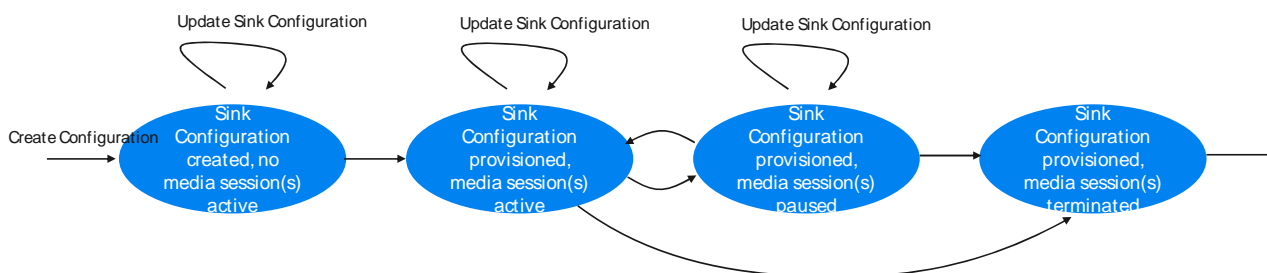 Update Sink Configuration
Update Sink Configuration
Update Sink Configuration
Create Configuration
Sink
Configuration
created, no
media session(s)
active
Sink
Configuration
provisioned,
media session(s)
active
Sink
Configuration
provisioned,
media session(s)
paused
Sink
Configuration
provisioned,
media session(s)
terminated